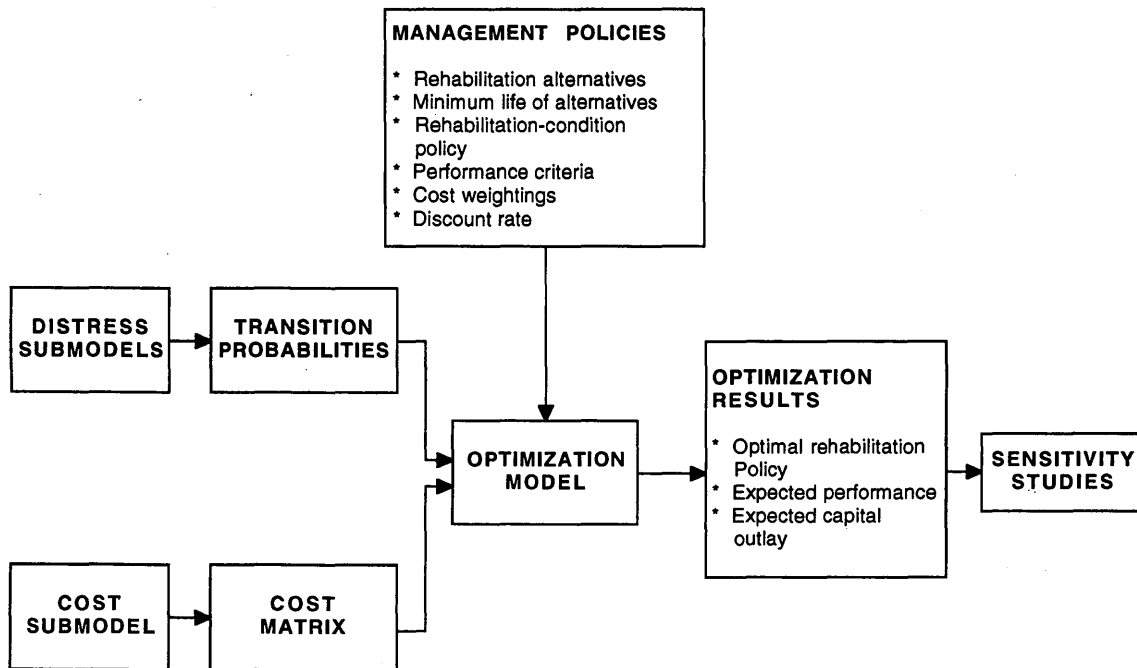 MANAGEMENT POLICIES
* Rehabilitation alternatives
* Minimum life of alternatives
* Rehabilitation-condition
policy
* Performance criteria
* Cost weightings
* Discount rate
DISTRESS
SUBMODELS
TRANSITION
PROBABILITIES
OPTIMIZATION
MODEL
OPTIMIZATION
RESULTS
* Optimal rehabilitation
Policy
* Expected performance
* Expected capital
outlay
SENSITIVITY
STUDIES
COST
SUBMODEL
COST
MATRIX